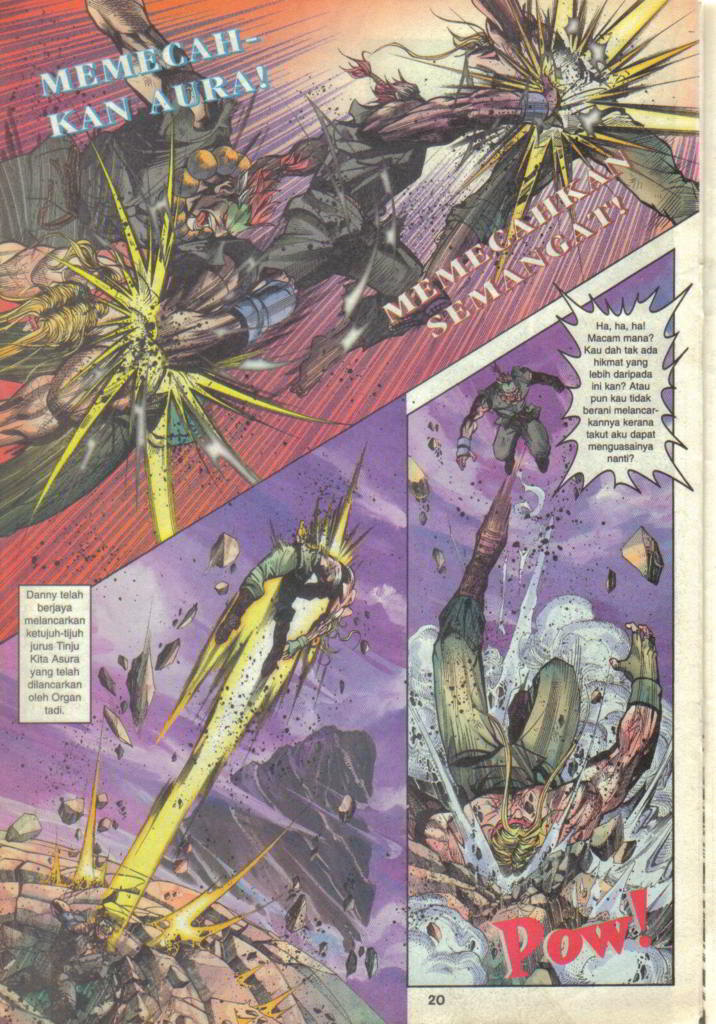 MEMECAH-
KAN AURA!
MEMECAHKAN
SEMANGAT!
Ha, ha, ha!
Macam mana?
Kau dah tak ada
hikmat yang
lebih daripada
ini kan? Atau
pun kau tidak
berani melancar-
kannya kerana
takut aku dapat
menguasainya
nanti?
Danny telah
berjaya
melancarkan
ketujuh-tijuh
jurus Tinju
Kita Asura
yang telah
dilancarkan
oleh Organ
tadi.
Pow!
20